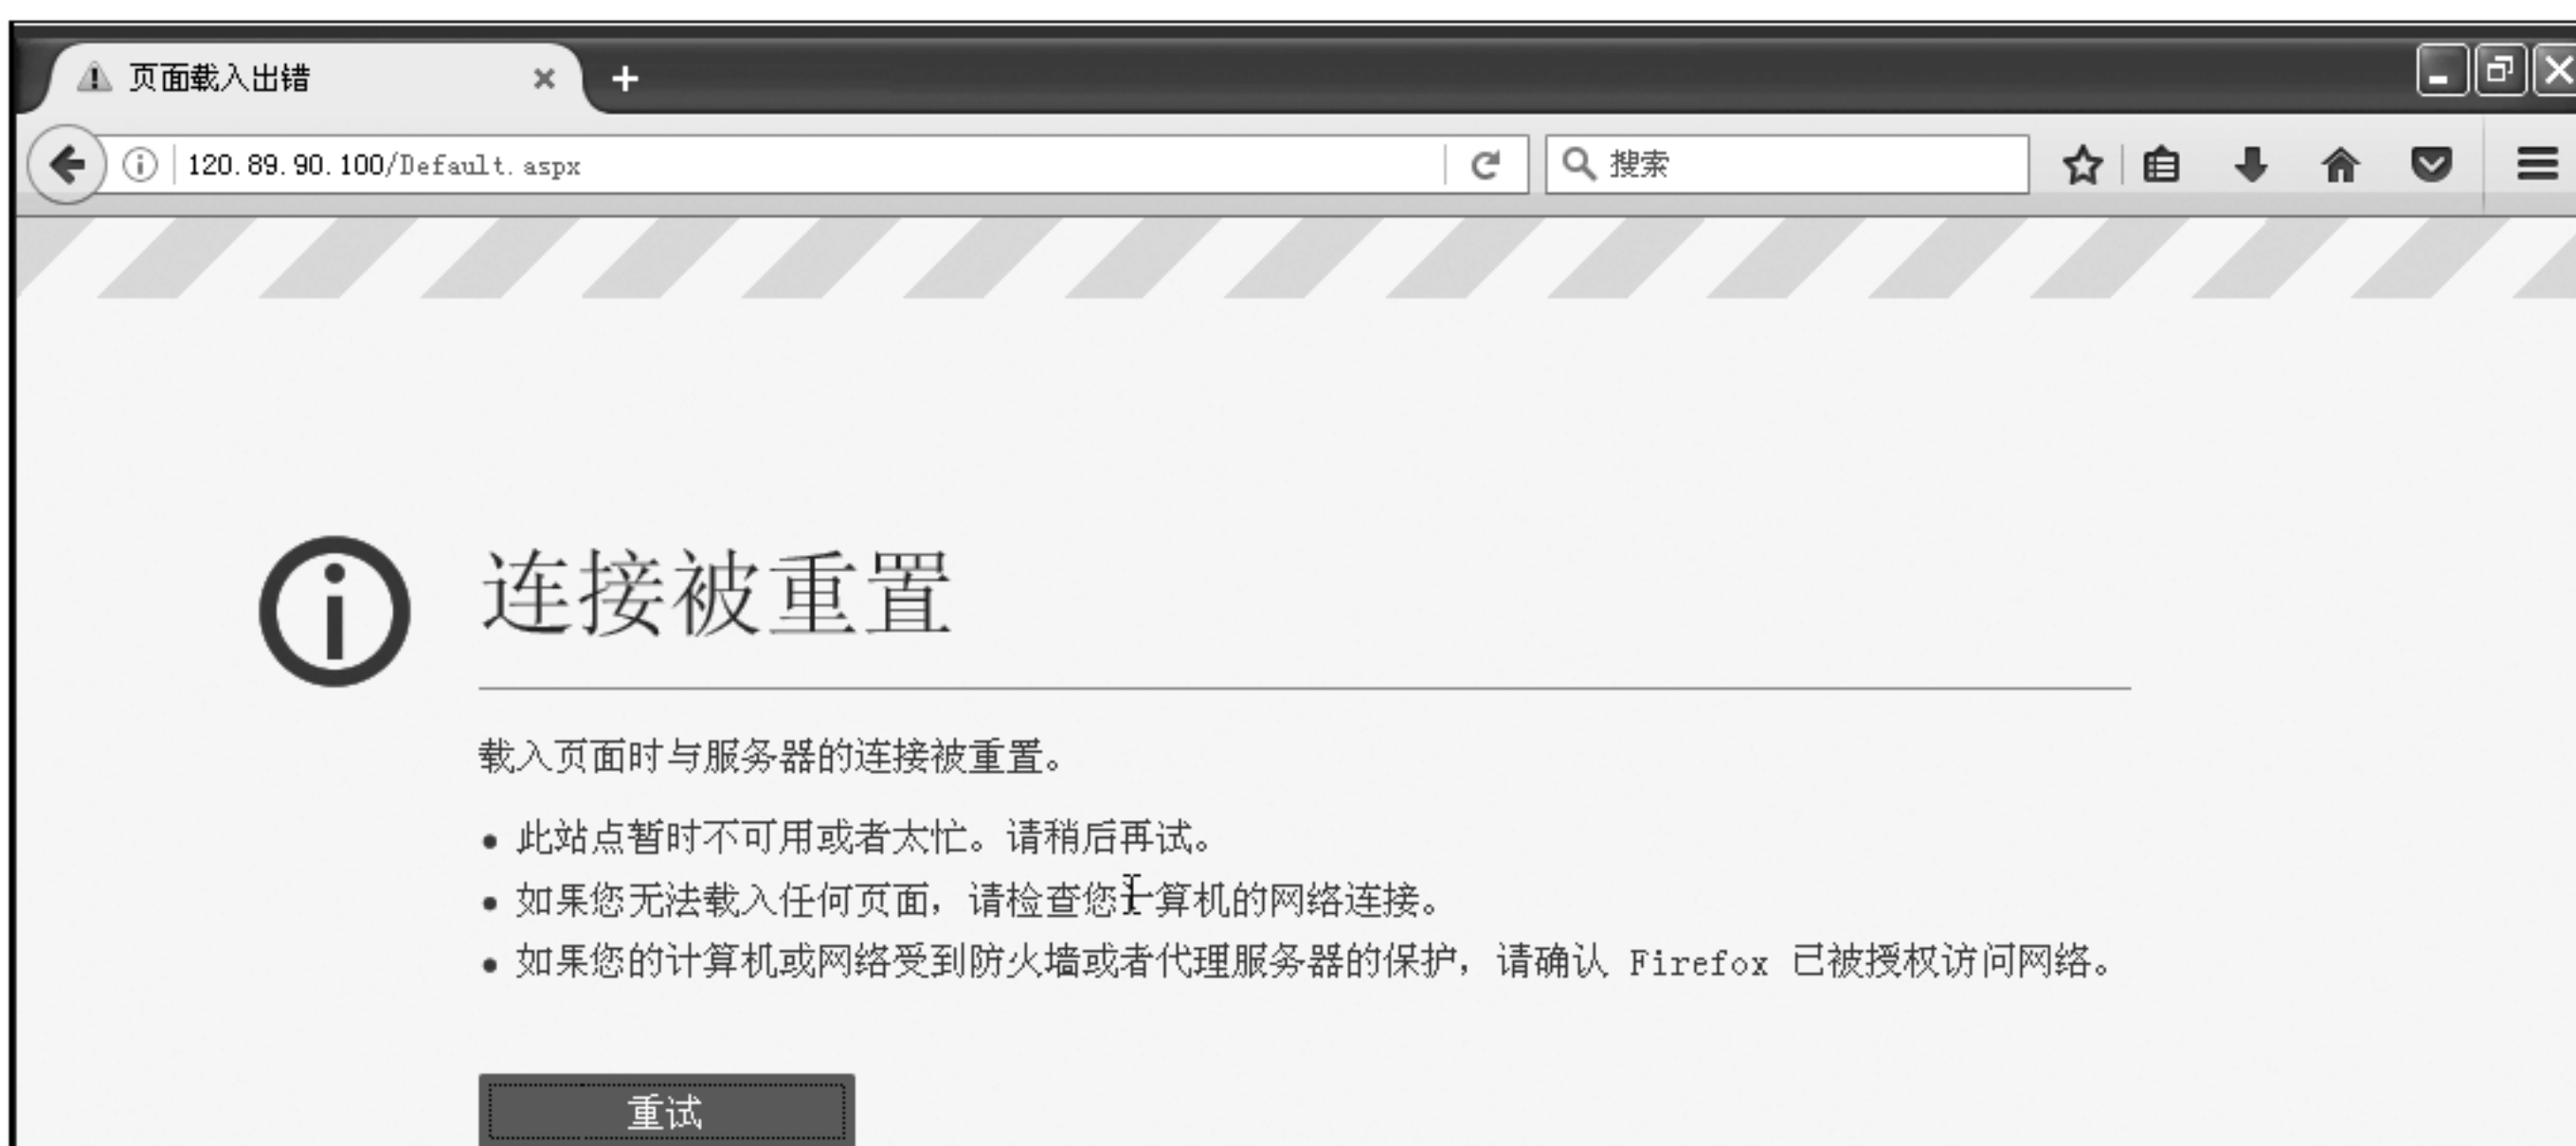 页面载入出错
120.89.90.100/Default.aspx
搜索
连接被重置
载入页面时与服务器的连接被重置。
此站点暂时不可用或者太忙。请稍后再试。
如果您无法载入任何页面，请检查您计算机的网络连接。
如果您的计算机或网络受到防火墙或者代理服务器的保护，请确认 Firefox 已被授权访问网络。
重试